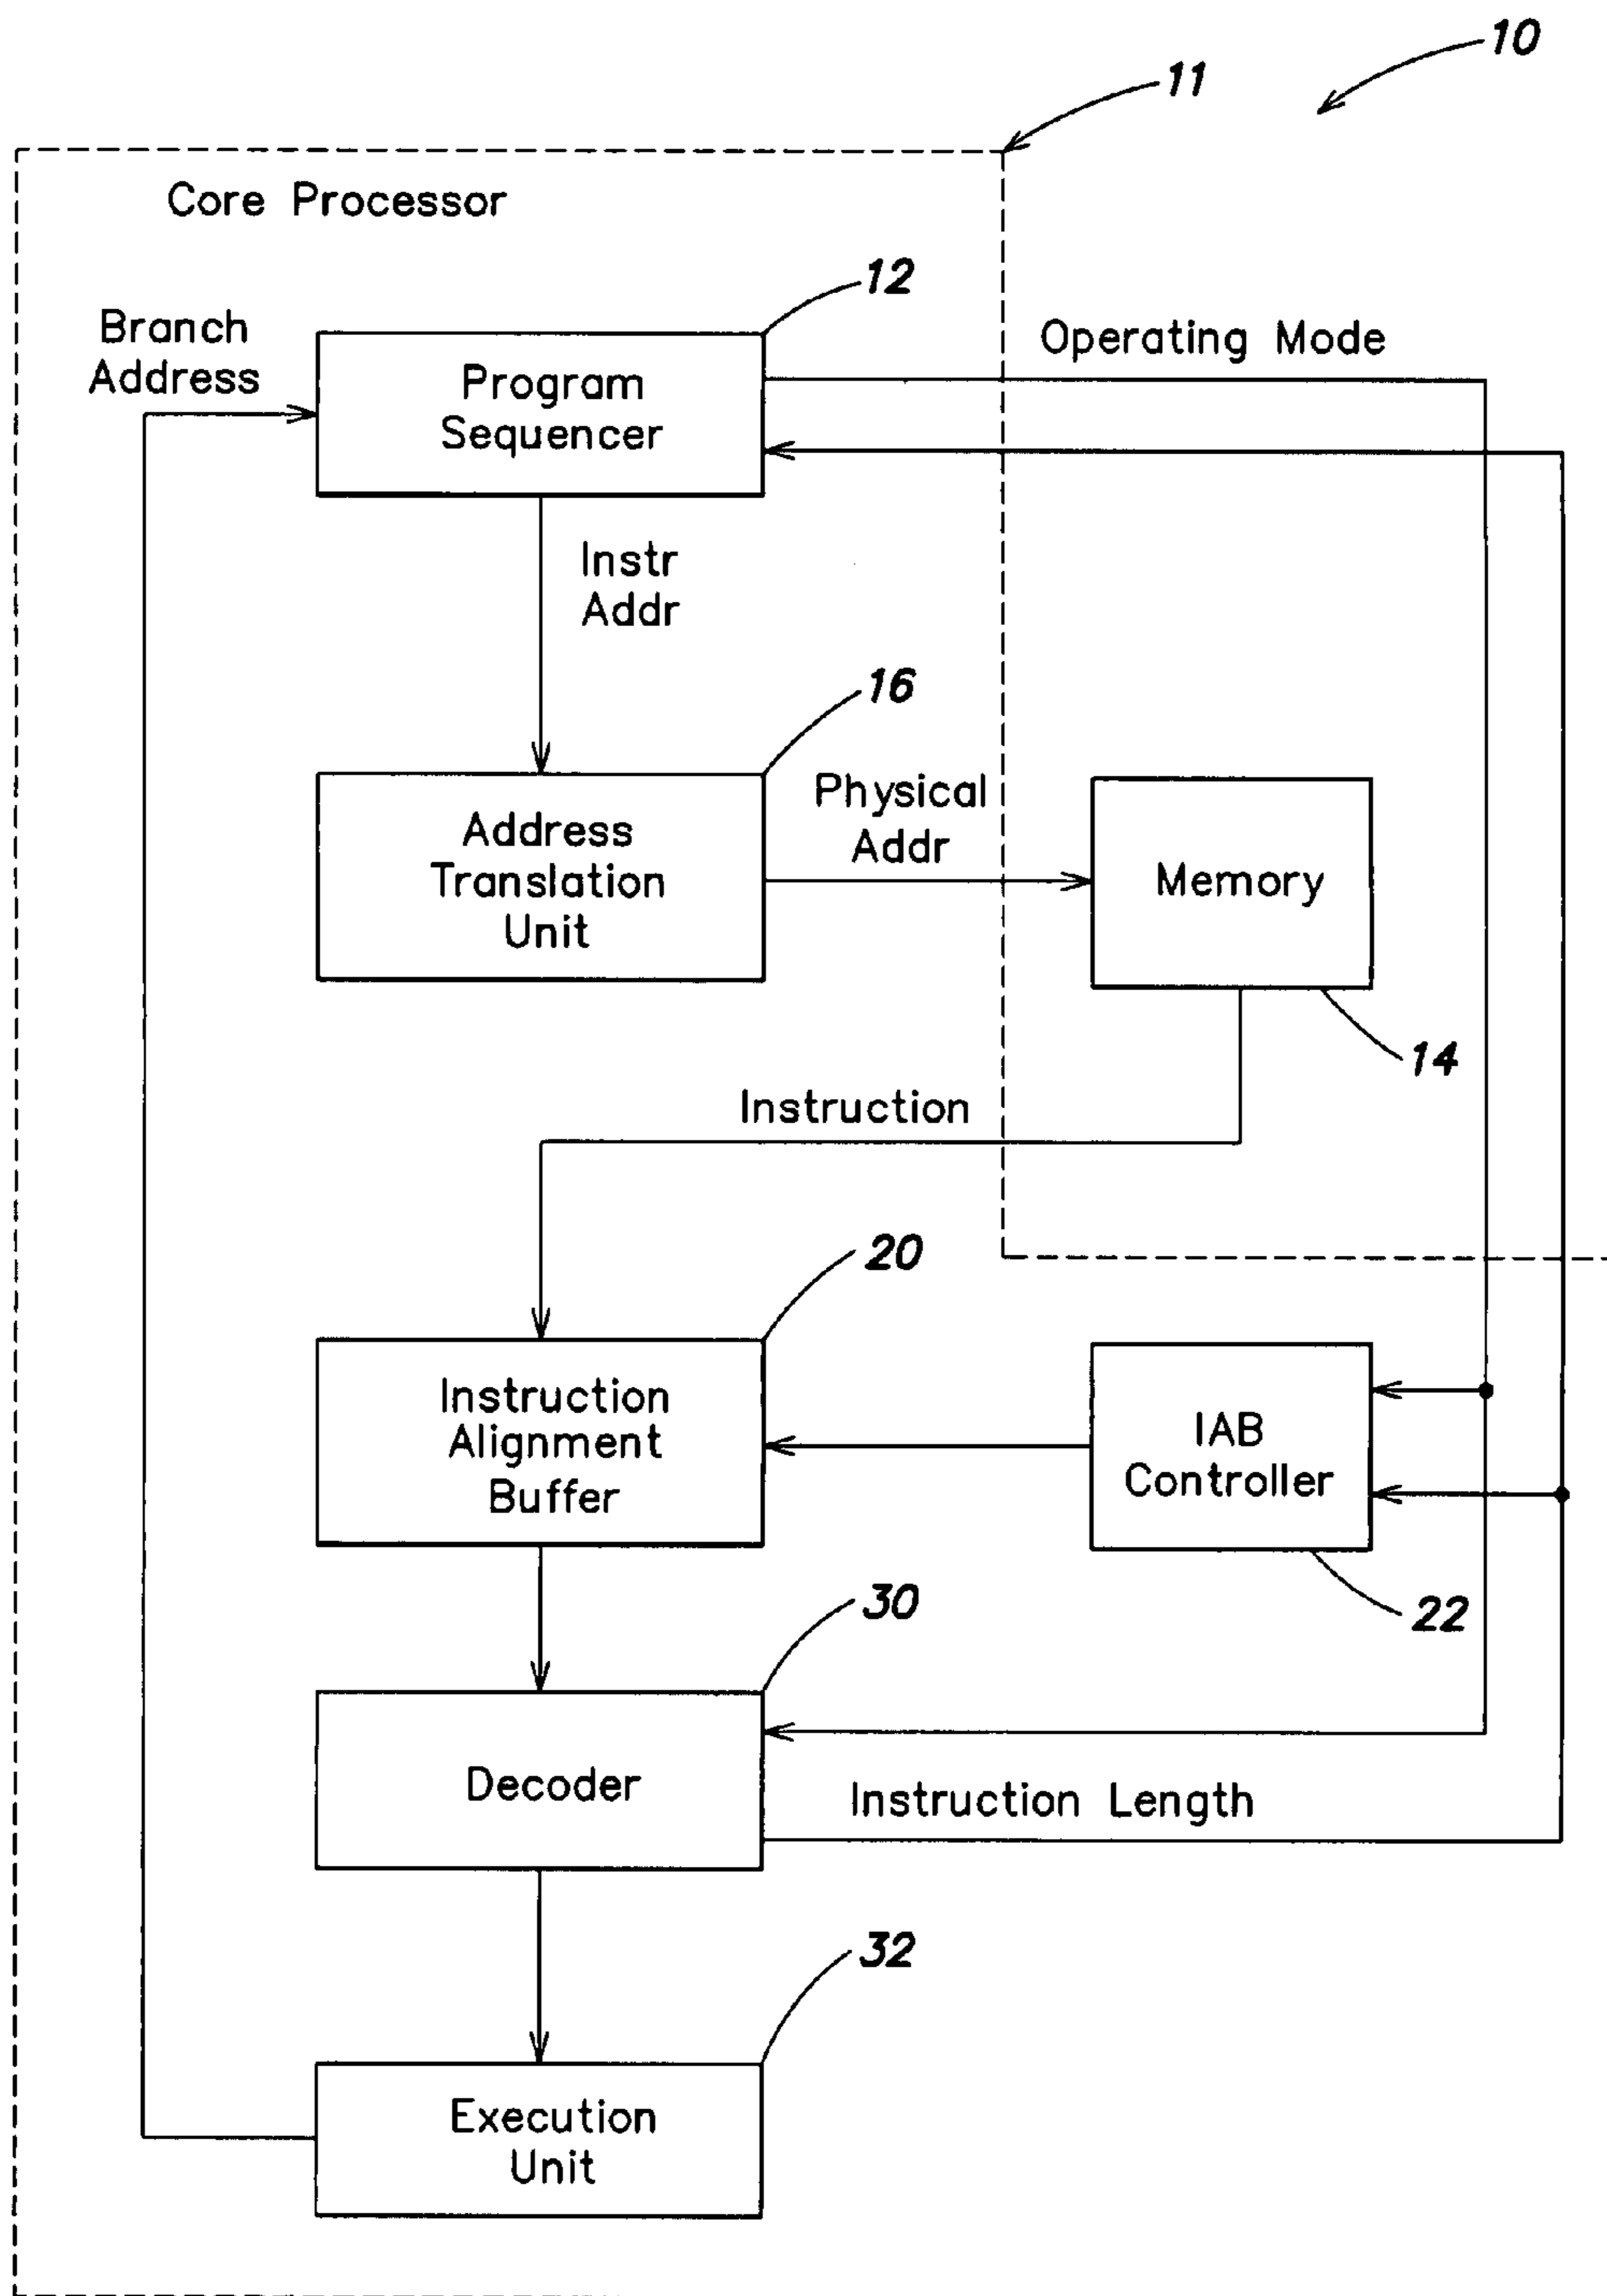 10
11
Core Processor
12
Branch
Address
Program
Sequencer
Operating Mode
Instr
Addr
16
Address
Translation
Unit
Physical
Addr
Memory
14
Instruction
20
Instruction
Alignment
Buffer
IAB
Controller
22
30
Decoder
Instruction Length
32
Execution
Unit